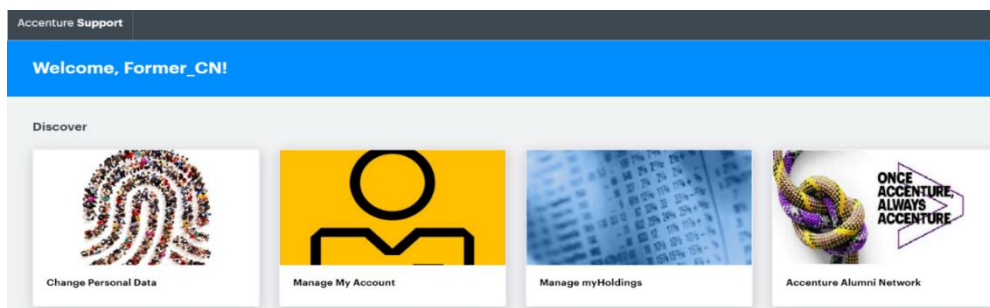 Accenture Support
Welcome, Former_CN!
Discover
ONCE
ACCENTURE,
ALWAYS
ACCENTURE
Change Personal Data
Manage My Account
Manage myHoldings
Accenture Alumni Network